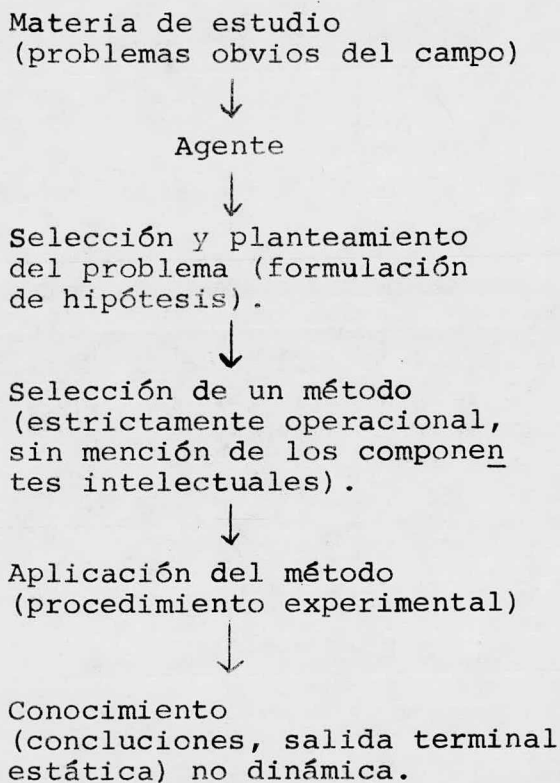 Materia de estudio
(problemas obvios del campo)
Agente
Selección y planteamiento
del problema (formulación
de hipótesis).
Selección de un método
(estrictamente operacional,
sin mención de los componen
tes intelectuales).
Aplicación del método
(procedimiento experimental)
Conocimiento
(concluciones, salida terminal
estática) no dinámica.